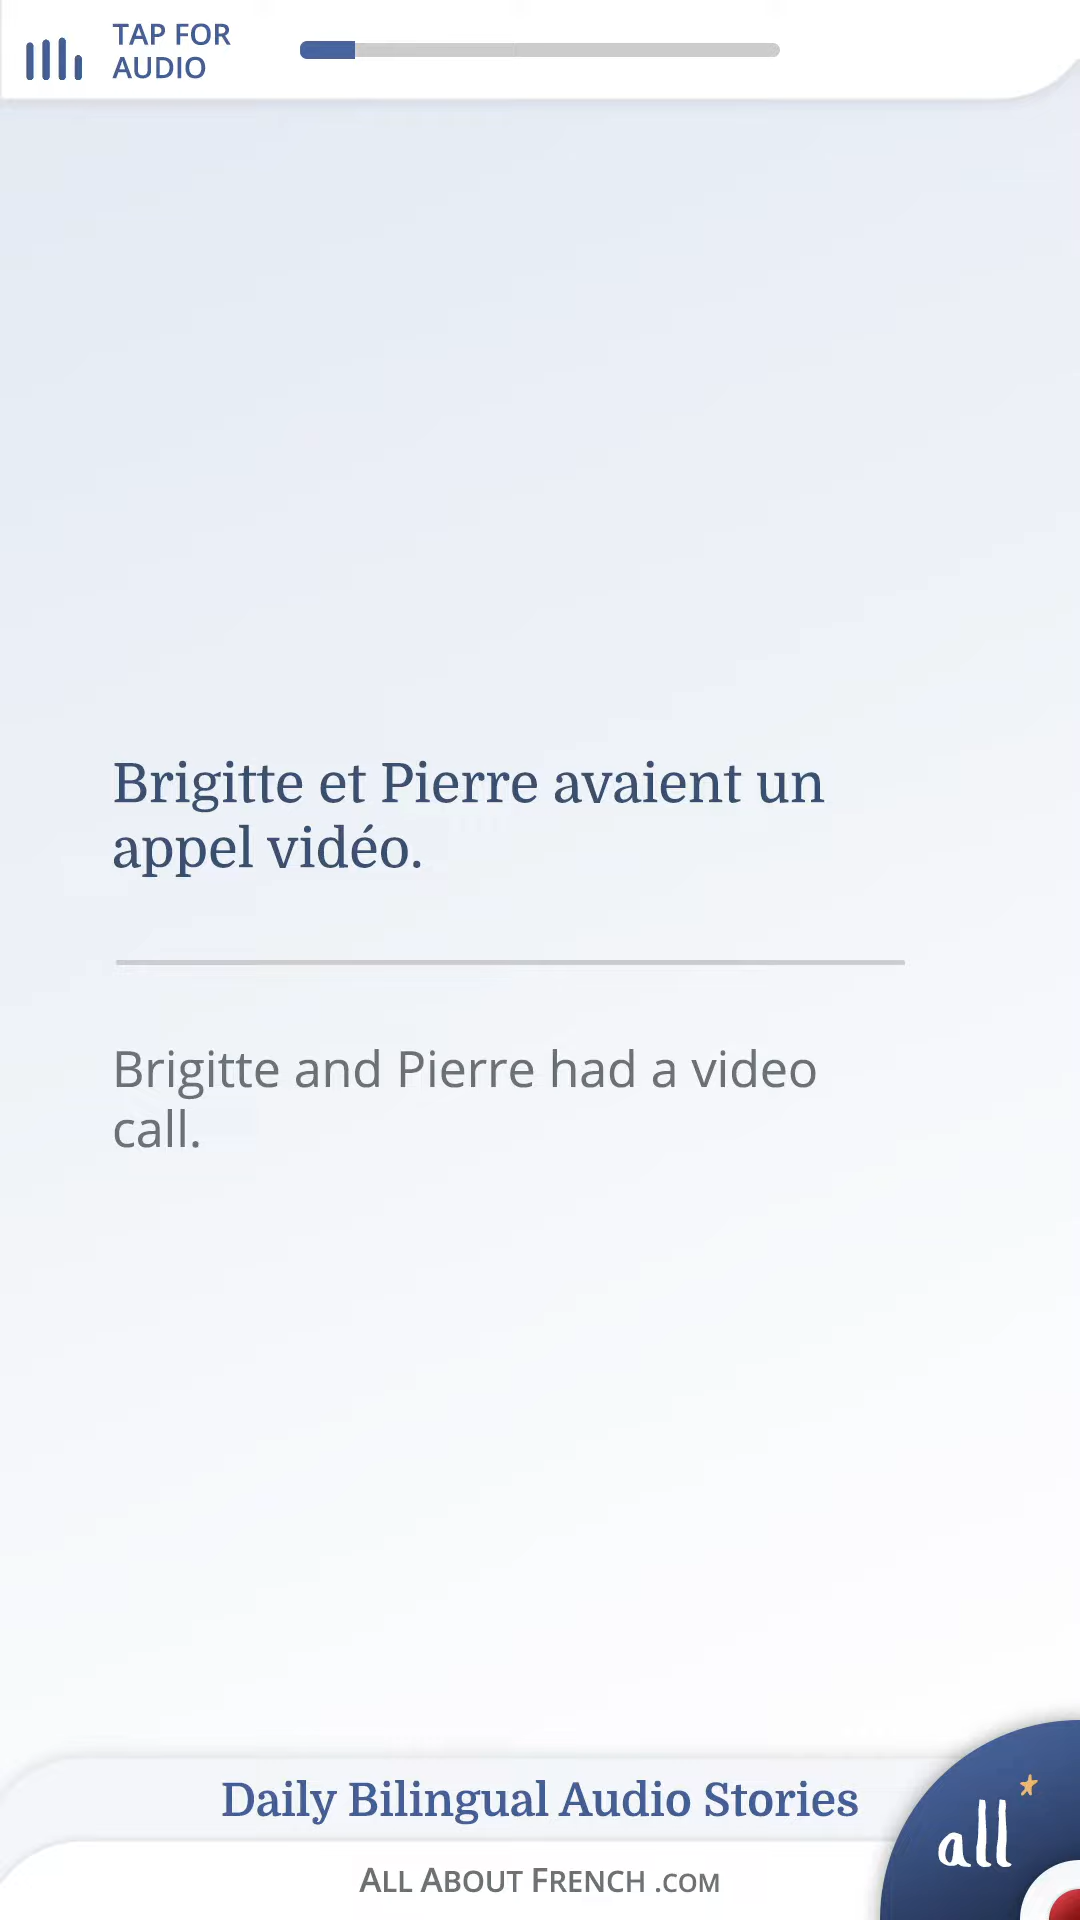 TAP FOR
AUDIO
Brigitte et Pierre avaient un
appel vidéo.
Brigitte and Pierre had a video
call.
Daily Bilingual Audio Stories
all
ALL ABOUT FRENCH .COM